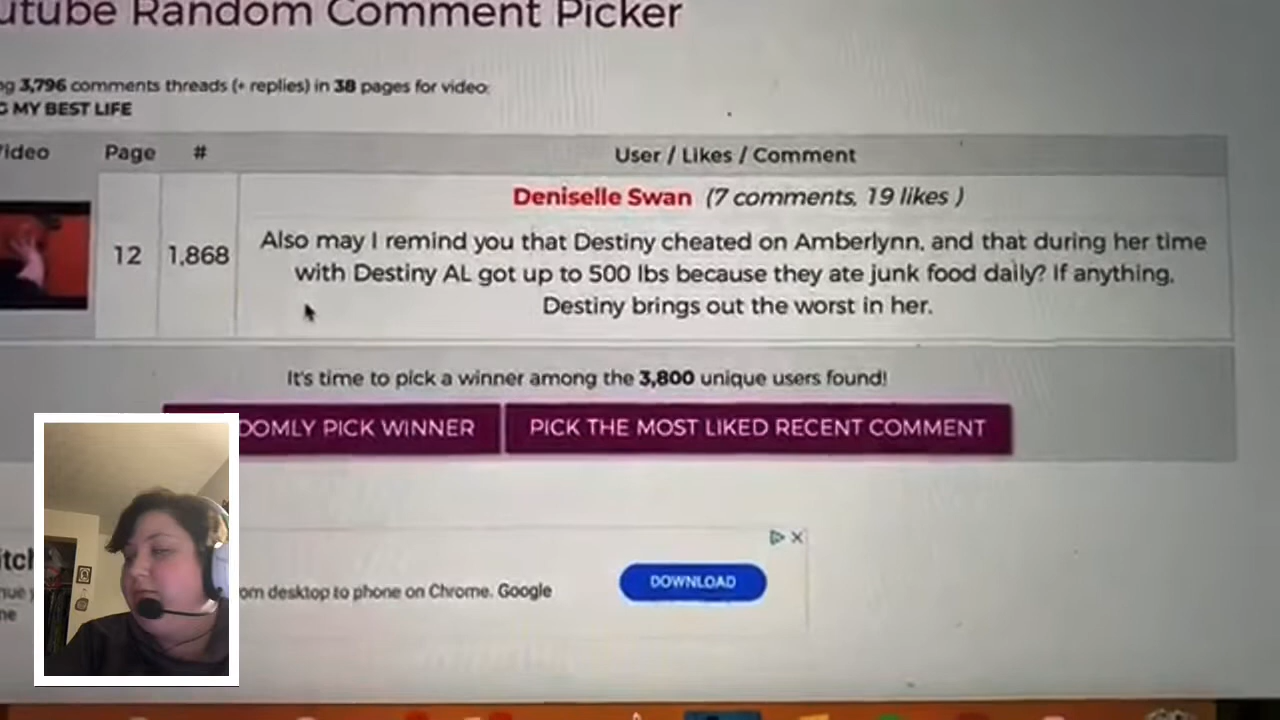 utube Random Comment Picker
g 3,796 comments threads (+ replies) in 38 pages for video:
G MY BEST LIFE
Video Page # User / Likes / Comment
Deniselle Swan (7 comments, 19 likes )
12 1,868 Also may I remind you that Destiny cheated on Amberlynn, and that during her time
with Destiny AL got up to 500 lbs because they ate junk food daily? If anything,
Destiny brings out the worst in her.
It's time to pick a winner among the 3,800 unique users found!
DOMLY PICK WINNER PICK THE MOST LIKED RECENT COMMENT
itch
nue
om desktop to phone on Chrome. Google
DOWNLOAD
ne